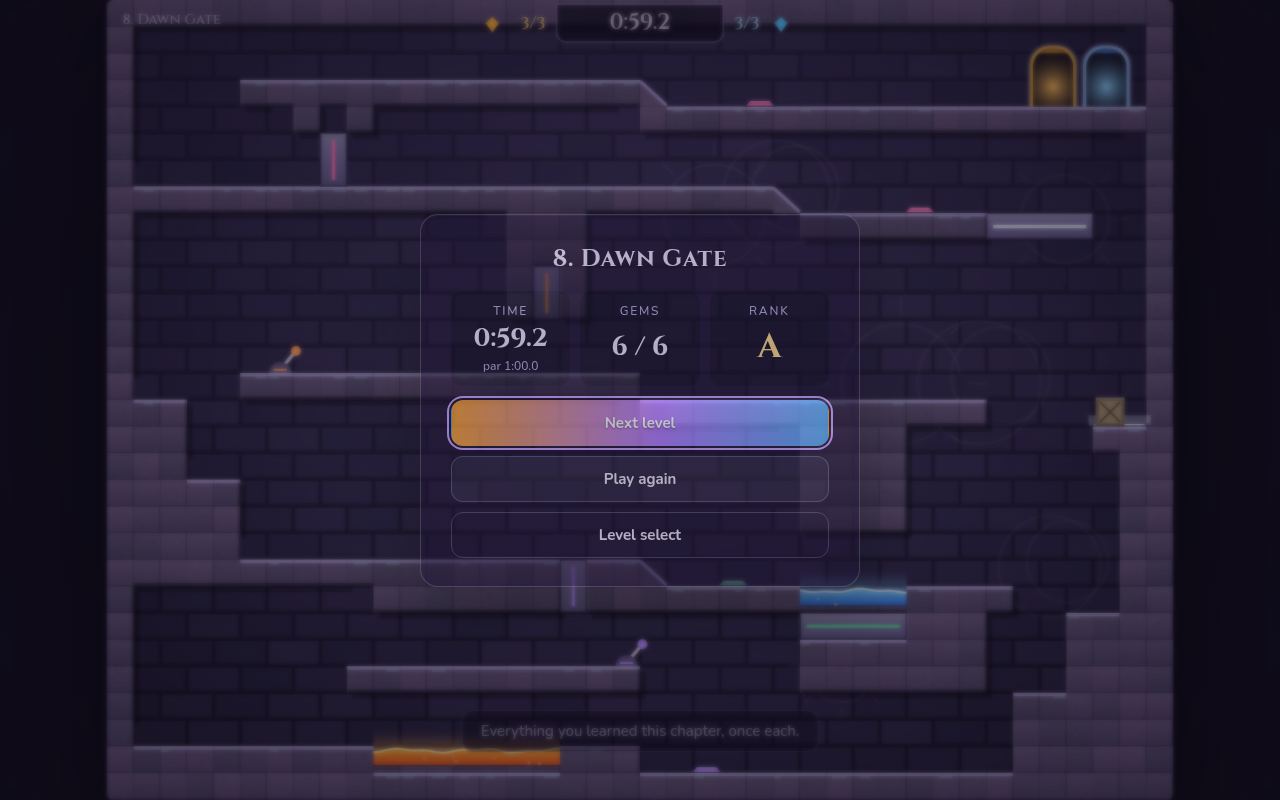 8. Dawn Gate
3/3
0:59.2
3/3
8. Dawn Gate
TIME
0:59.2
par 1:00.0
GEMS
6 / 6
RANK
A
Next level
Play again
Level select
Everything you learned this chapter, once each.